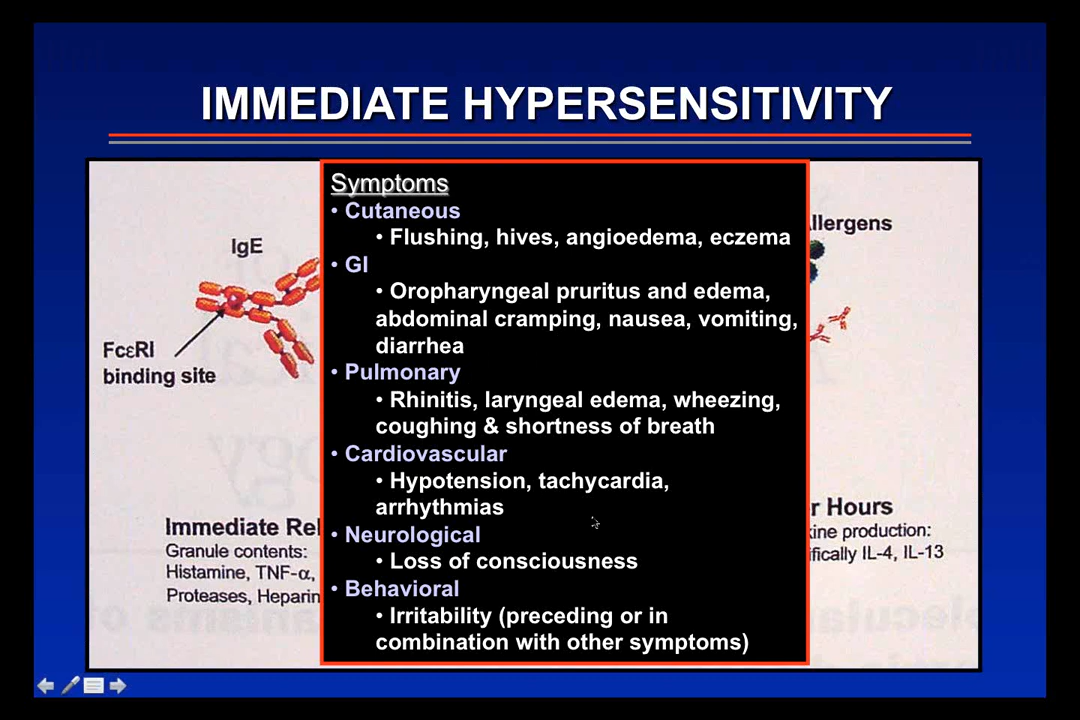 IMMEDIATE HYPERSENSITIVITY
Symptoms
• Cutaneous
• Flushing, hives, angioedema, eczema
• GI
• Oropharyngeal pruritus and edema,
abdominal cramping, nausea, vomiting,
diarrhea
• Pulmonary
• Rhinitis, laryngeal edema, wheezing,
coughing & shortness of breath
• Cardiovascular
• Hypotension, tachycardia,
arrhythmias
• Neurological
• Loss of consciousness
• Behavioral
• Irritability (preceding or in
combination with other symptoms)
IgE
FcεRI
binding site
Immediate Rel
Granule contents:
Histamine, TNF-α,
Proteases, Heparin
llergens
r Hours
kine production:
ifically IL-4, IL-13